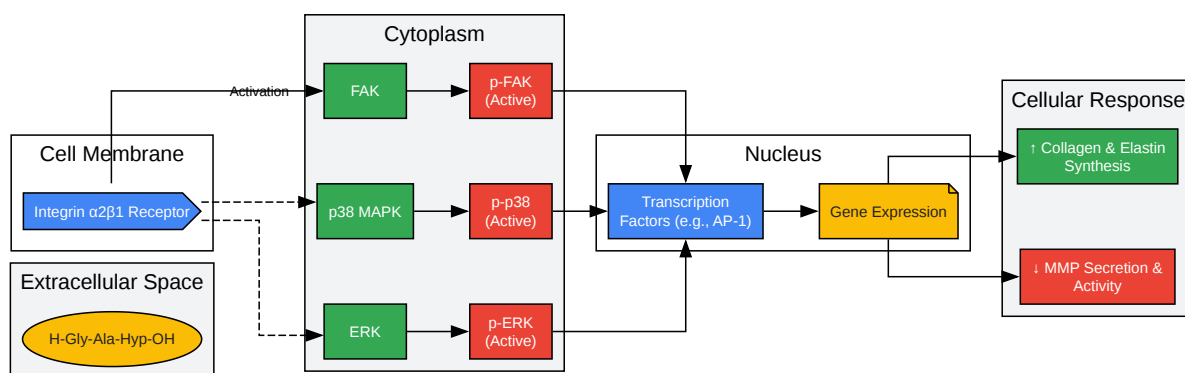 Cell Membrane
Integrin α2β1 Receptor
Extracellular Space
H-Gly-Ala-Hyp-OH
Activation
Cytoplasm
FAK
p-FAK
(Active)
p38 MAPK
p-p38
(Active)
ERK
p-ERK
(Active)
Nucleus
Transcription
Factors (e.g., AP-1)
Gene Expression
Cellular Response
↑ Collagen & Elastin
Synthesis
↓ MMP Secretion &
Activity